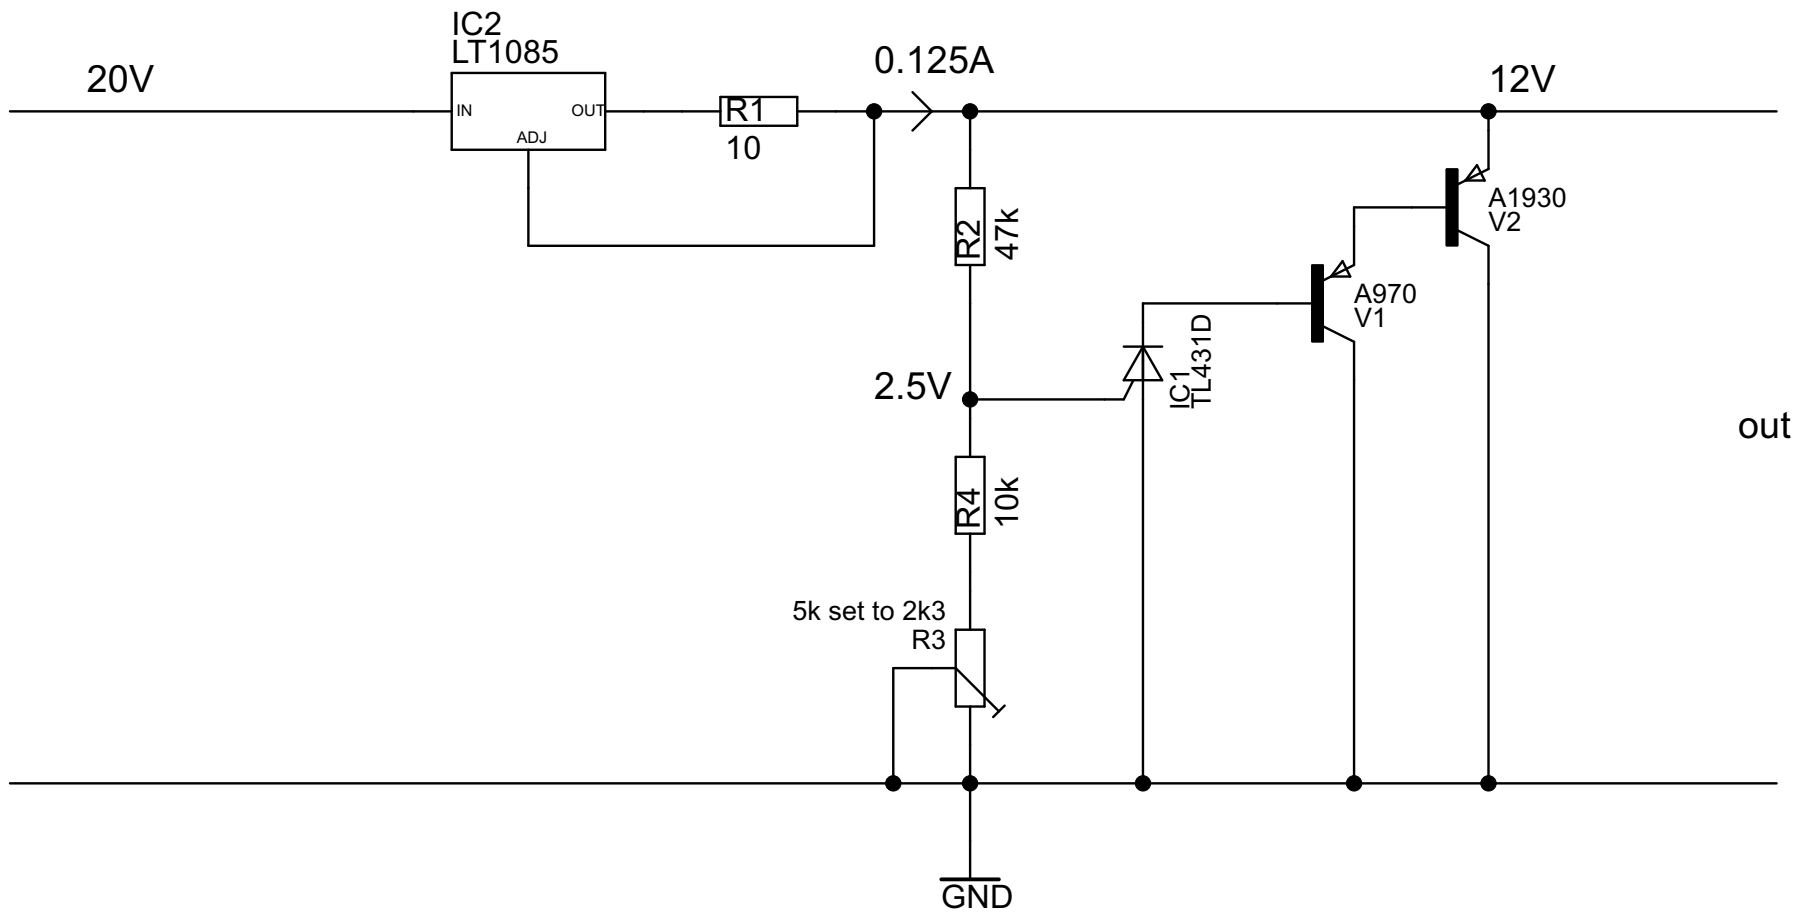 IC2
LT1085
20V
0.125A
12V
IN
OUT
ADJ
R1
10
R2
47k
A1930
V2
A970
V1
IC1
TL431D
2.5V
out
R4
10k
5k set to 2k3
R3
GND